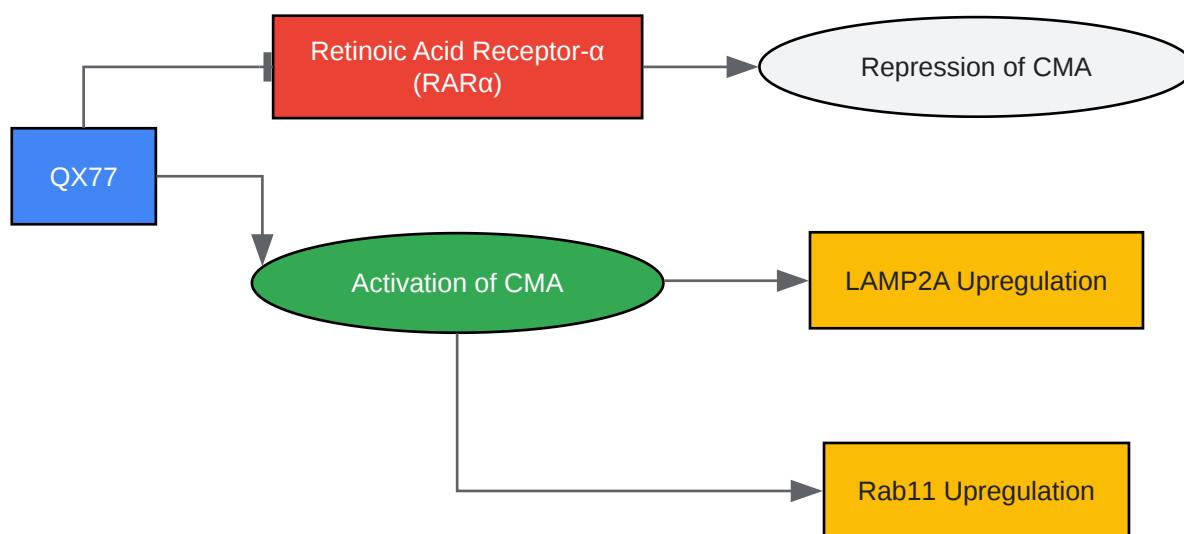 Retinoic Acid Receptor-α
(RARα)
Repression of CMA
QX77
Activation of CMA
LAMP2A Upregulation
Rab11 Upregulation